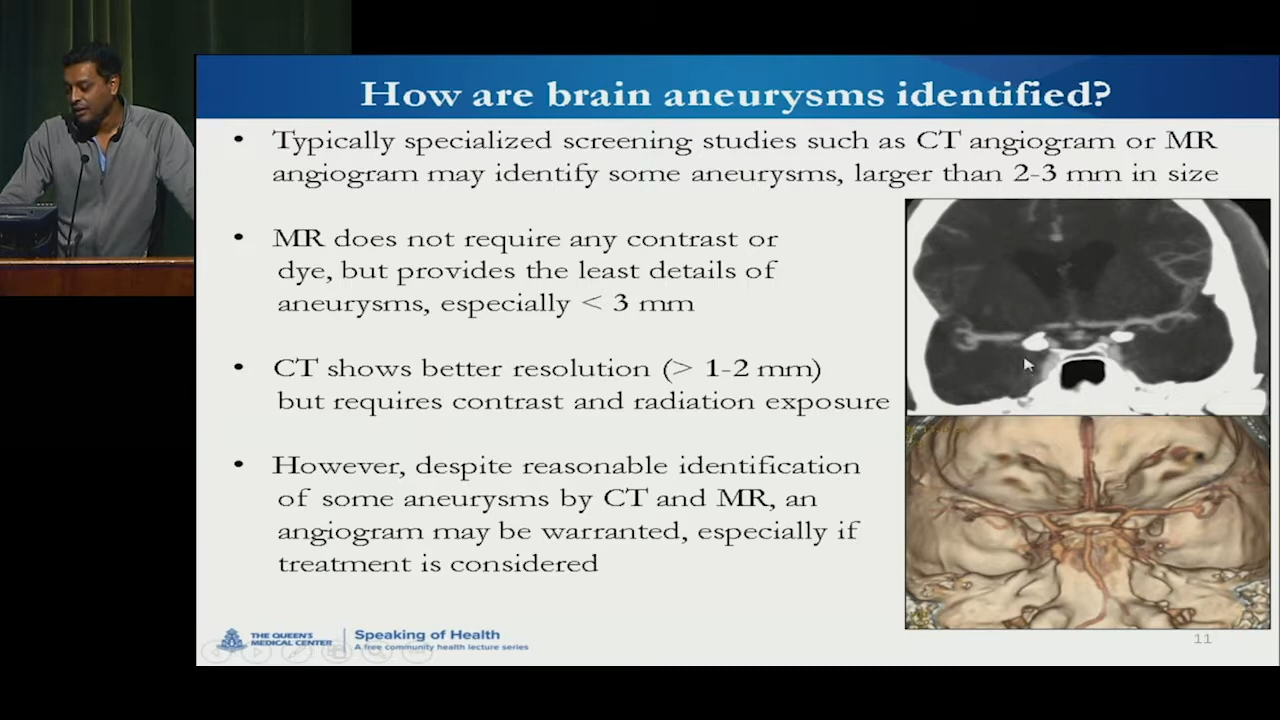 How are brain aneurysms identified?
• Typically specialized screening studies such as CT angiogram or MR
angiogram may identify some aneurysms, larger than 2-3 mm in size
• MR does not require any contrast or
dye, but provides the least details of
aneurysms, especially < 3 mm
• CT shows better resolution (> 1-2 mm)
but requires contrast and radiation exposure
• However, despite reasonable identification
of some aneurysms by CT and MR, an
angiogram may be warranted, especially if
treatment is considered
THE QUEEN'S
MEDICAL CENTER
Speaking of Health
A free community health lecture series
11